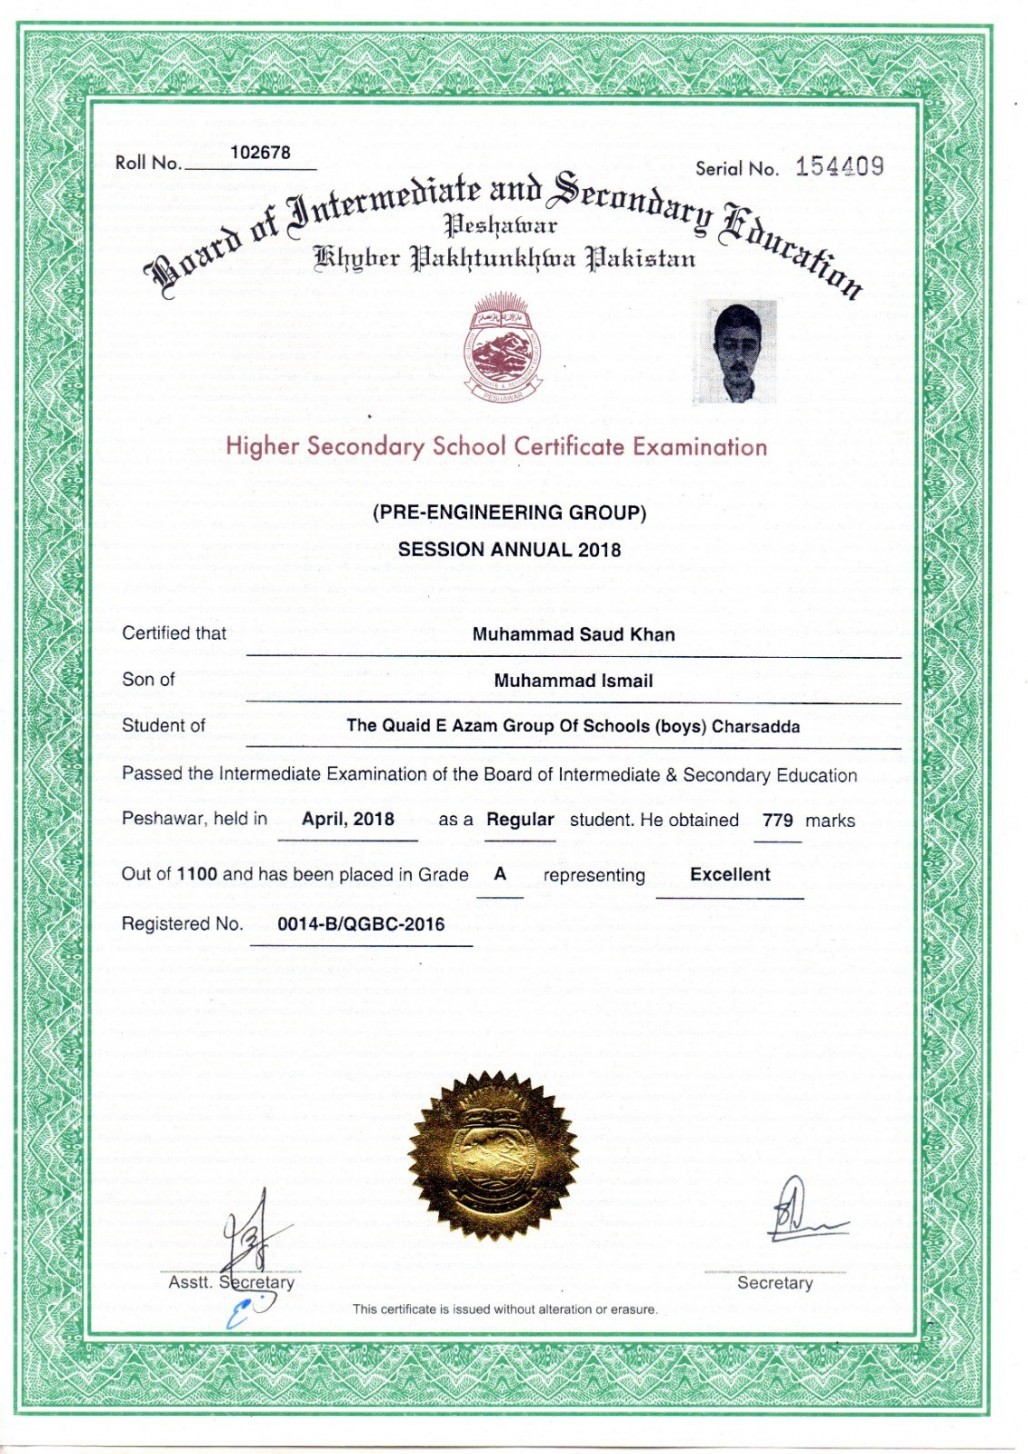 Roll No. 102678
Serial No. 154409
Board of Intermediate and Secondary Education
Peshawar
Khyber Pakhtunkhwa Pakistan
PESHAWAR
Higher Secondary School Certificate Examination
(PRE-ENGINEERING GROUP)
SESSION ANNUAL 2018
Certified that Muhammad Saud Khan
Son of Muhammad Ismail
Student of The Quaid E Azam Group Of Schools (boys) Charsadda
Passed the Intermediate Examination of the Board of Intermediate & Secondary Education
Peshawar, held in April, 2018 as a Regular student. He obtained 779 marks
Out of 1100 and has been placed in Grade A representing Excellent
Registered No. 0014-B/QGBC-2016
Asstt. Secretary
Secretary
This certificate is issued without alteration or erasure.